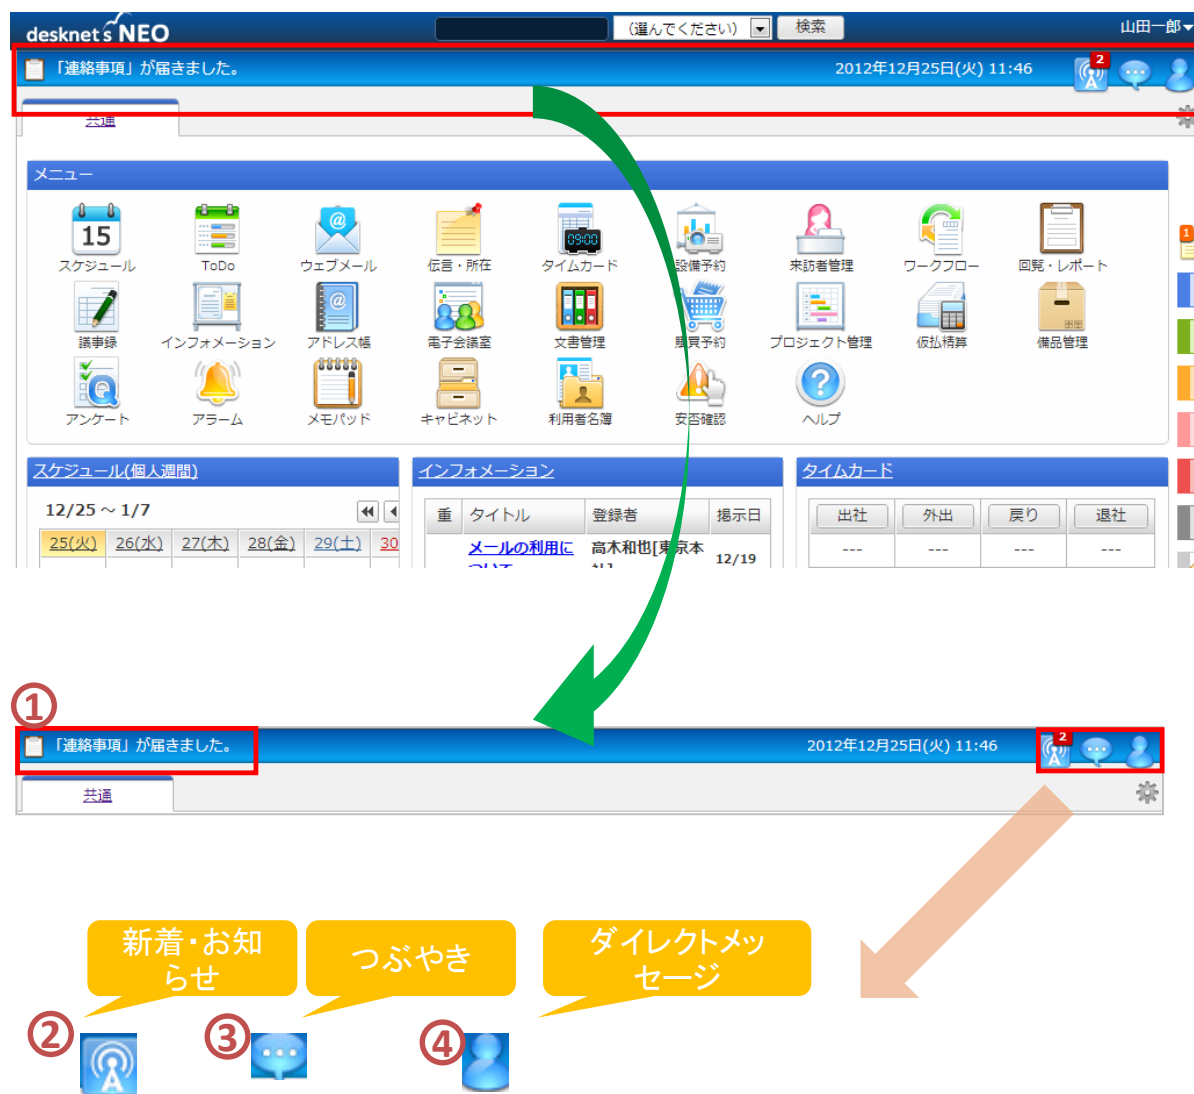 desknet's NEO
(選んでください) 検索 山田一郎
「連絡事項」が届きました。 2012年12月25日(火) 11:46 2
共通
メニュー
15 09:00
スケジュール ToDo ウェブメール 伝言・所在 タイムカード 設備予約 来訪者管理 ワークフロー 回覧・レポート
1
議事録 インフォメーション アドレス帳 電子会議室 文書管理 購買予約 プロジェクト管理 仮払精算 備品管理
アンケート アラーム メモパッド キャビネット 利用者名簿 安否確認 ヘルプ
スケジュール(個人週間) インフォメーション タイムカード
12/25 ~ 1/7
重 タイトル 登録者 掲示日
出社 外出 戻り 退社
25(火) 26(水) 27(木) 28(金) 29(土) 30
メールの利用に
高木和也[東京本
12/19
--- --- --- ---
①
「連絡事項」が届きました。 2012年12月25日(火) 11:46 2
共通
新着・お知
らせ
つぶやき
ダイレクトメッ
セージ
② ③ ④